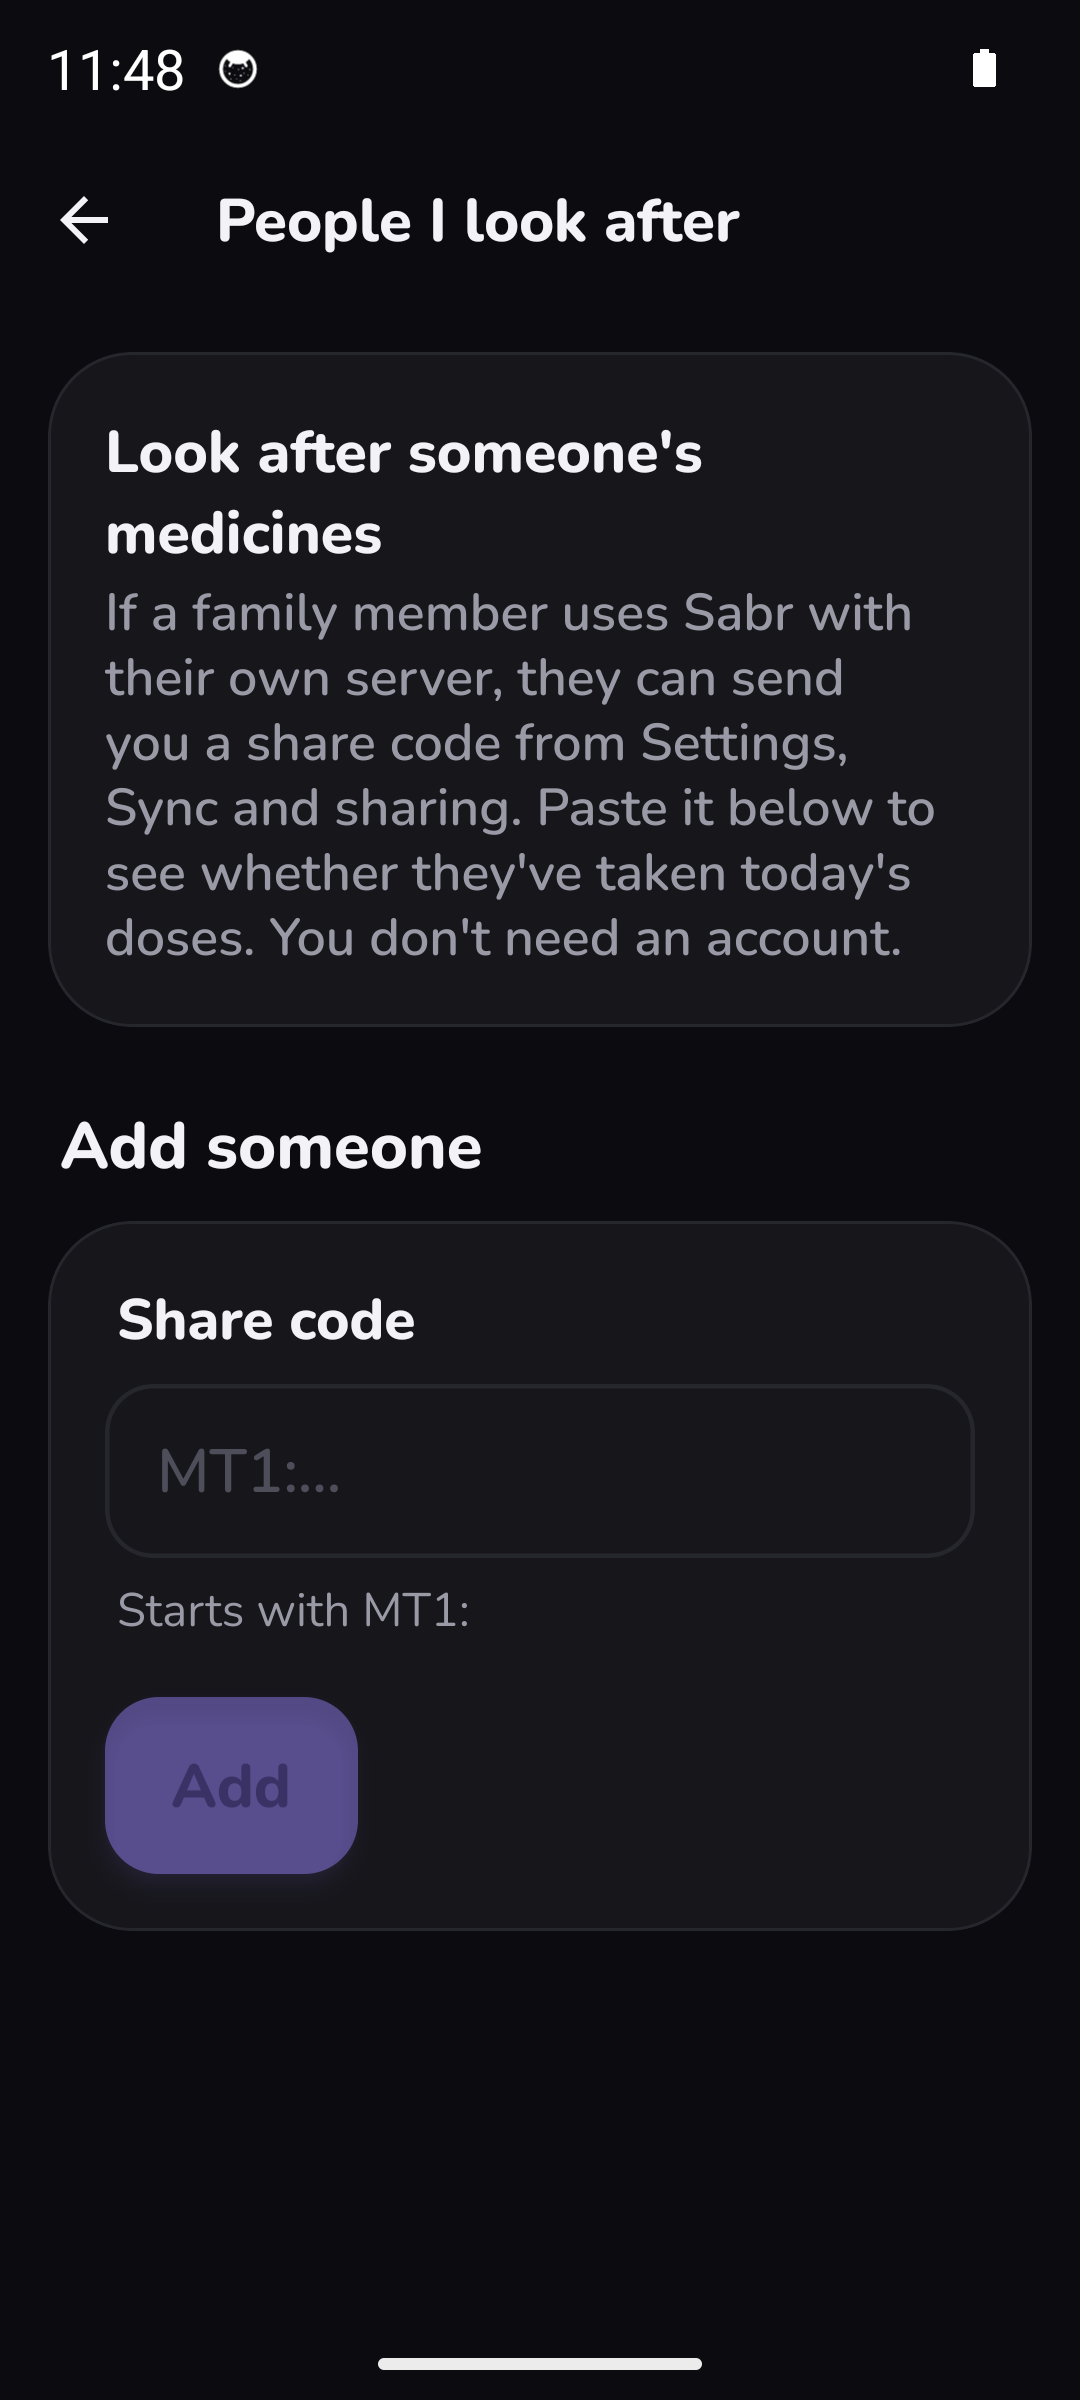 11:48
People I look after
Look after someone's
medicines
If a family member uses Sabr with
their own server, they can send
you a share code from Settings,
Sync and sharing. Paste it below to
see whether they've taken today's
doses. You don't need an account.
Add someone
Share code
MT1:...
Starts with MT1:
Add